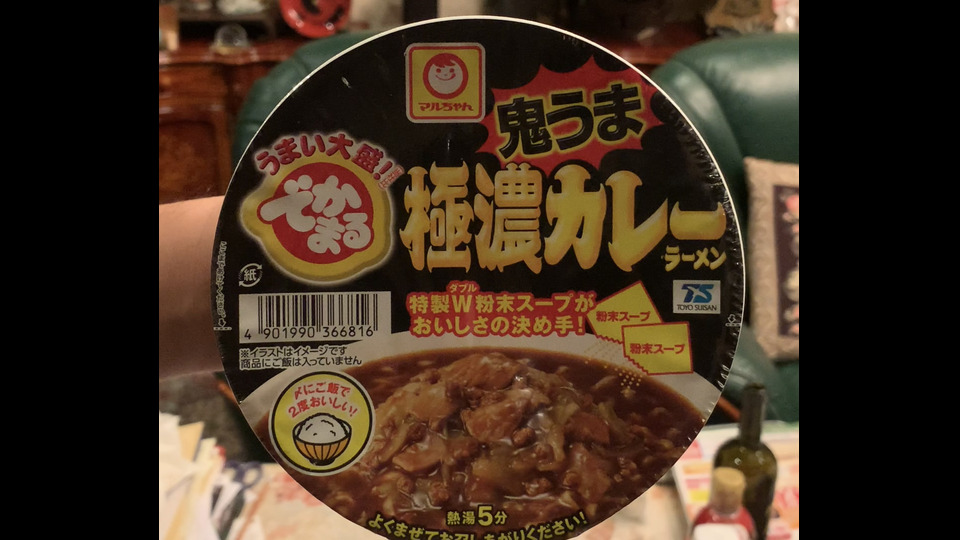 マルちゃん
鬼うま
うまい大盛!
でかまる
極濃カレー
ラーメン
紙
特製W粉末スープが
ダブル
おいしさの決め手!
粉末スープ
粉末スープ
TS
TOYO SUISAN
4 901990 366816
※イラストはイメージです
商品にご飯は入っていません
〆にご飯で
2度おいしい!
熱湯5分
よくまぜてお召しあがりください!